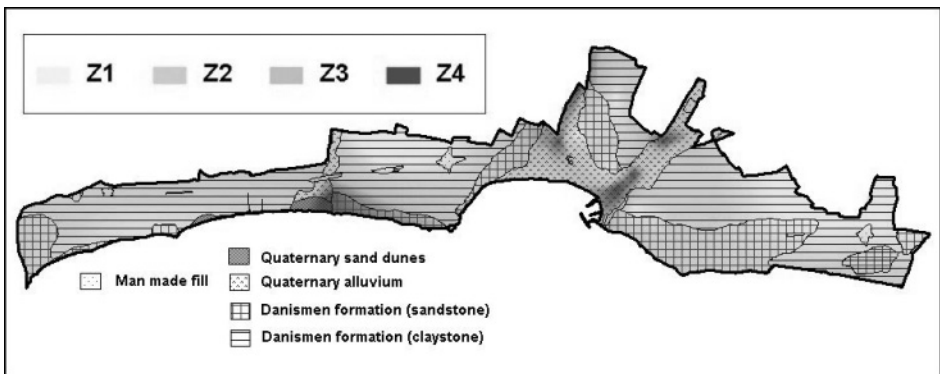 Z1 Z2 Z3 Z4
Quaternary sand dunes
Man made fill
Quaternary alluvium
Danismen formation (sandstone)
Danismen formation (claystone)